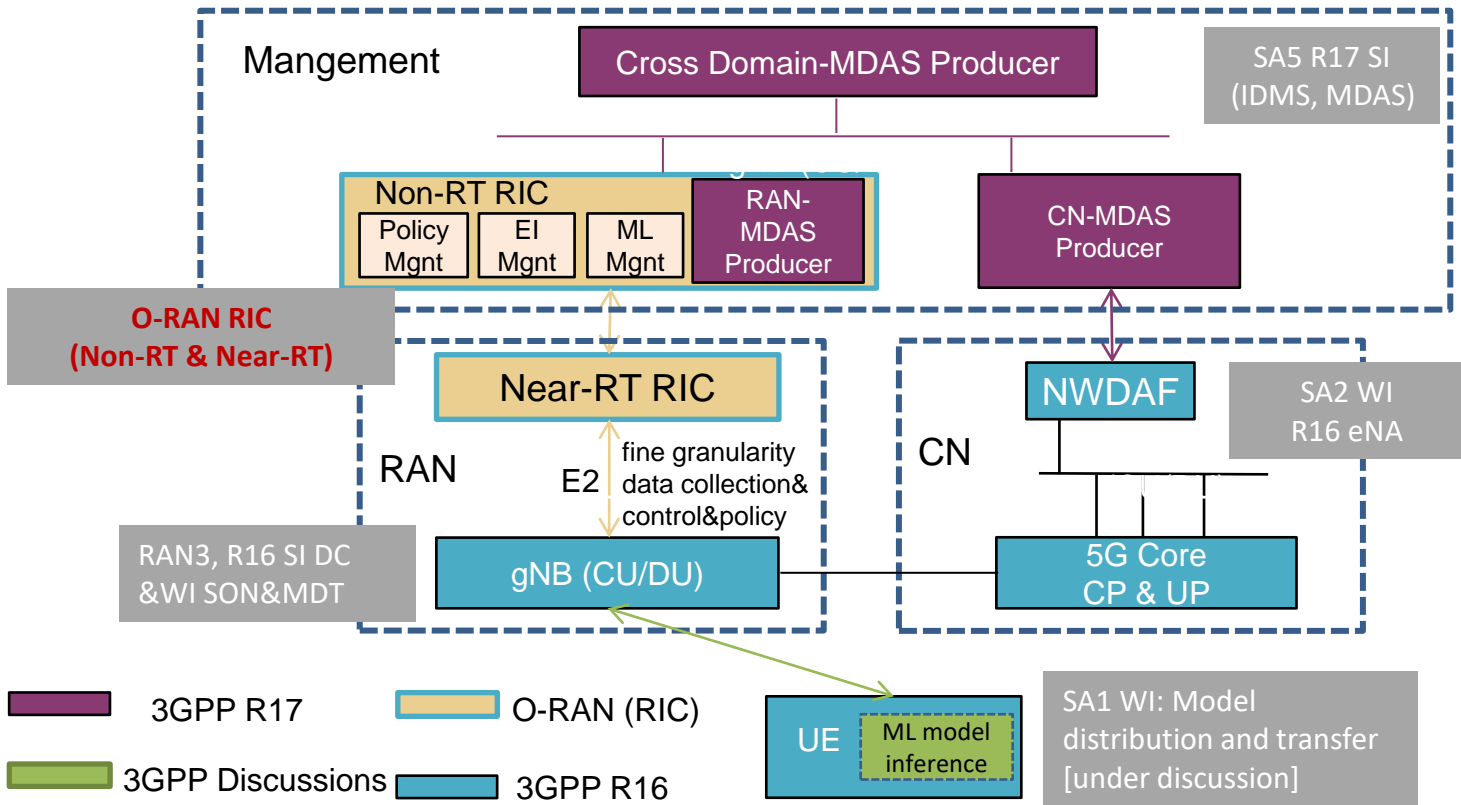 Mangement
Cross Domain-MDAS Producer
SA5 R17 SI
(IDMS, MDAS)
Non-RT RIC
Policy
Mgnt
EI
Mgnt
ML
Mgnt
RAN-
MDAS
Producer
CN-MDAS
Producer
O-RAN RIC
(Non-RT & Near-RT)
Near-RT RIC
NWDAF
SA2 WI
R16 eNA
RAN
CN
E2
fine granularity
data collection&
control&policy
RAN3, R16 SI DC
&WI SON&MDT
gNB (CU/DU)
5G Core
CP & UP
3GPP R17
O-RAN (RIC)
3GPP Discussions
3GPP R16
UE
ML model
inference
SA1 WI: Model
distribution and transfer
[under discussion]